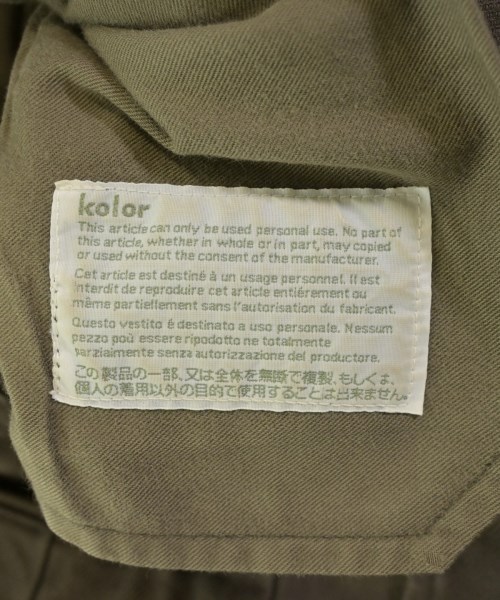 kolor
This article can only be used personal use. No part of
this article, whether in whole or in part, may copied
or used without the consent of the manufacturer.
Cet article est destiné à un usage personnel. Il est
interdit de reproduire cet article entiérement ou
même partiellement sans l'autorisation du fabricant.
Questo vestito é destinato a uso personale. Nessum
pezzo può essere ripodotto ne totalmente
parzialmente senza autorizzazione del productore.
この製品の一部、又は全体を無断で複製、もしくは、
個人の着用以外の目的で使用することは出来ません。